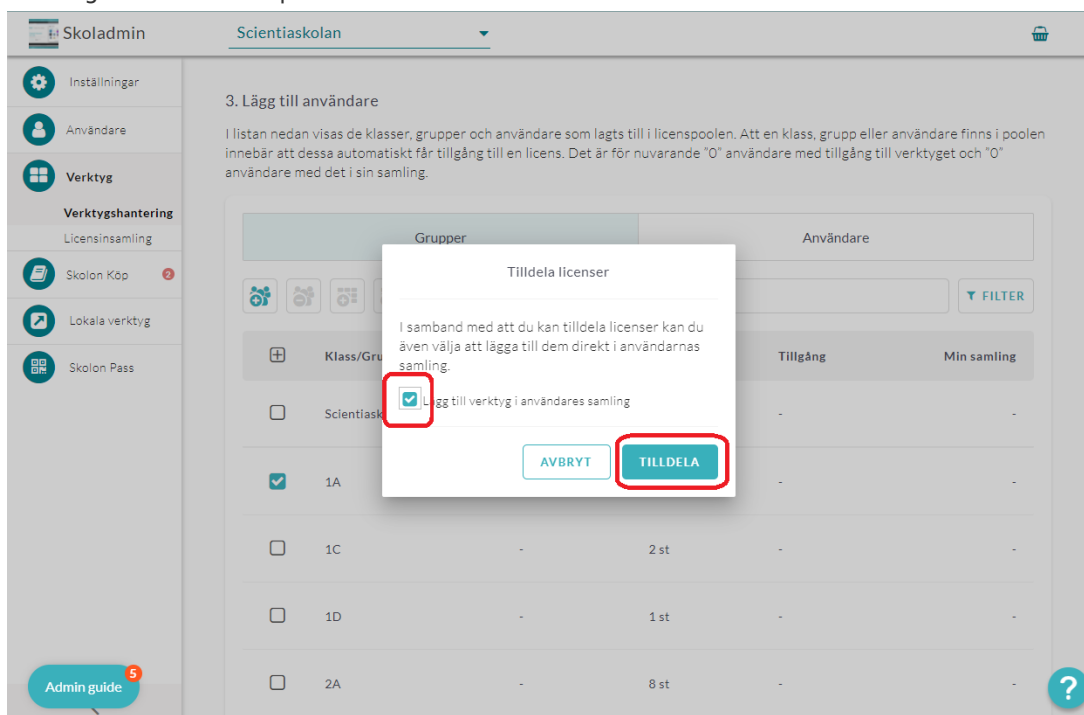 Skoladmin
Scientiaskolan
Inställningar
Användare
Verktyg
Verktygshantering
Licensinsamling
Skolon Köp 2
Lokala verktyg
Skolon Pass
3. Lägg till användare
I listan nedan visas de klasser, grupper och användare som lagts till i licenspoolen. Att en klass, grupp eller användare finns i poolen
innebär att dessa automatiskt får tillgång till en licens. Det är för nuvarande "0" användare med tillgång till verktyget och "0"
användare med det i sin samling.
Grupper Användare
FILTER
Klass/Gru Tillgång Min samling
Scientiask - -
1A - -
1C - 2 st - -
1D - 1 st - -
2A - 8 st - -
Tilldela licenser
I samband med att du kan tilldela licenser kan du
även välja att lägga till dem direkt i användarnas
samling.
Lägg till verktyg i användares samling
AVBRYT TILLDELA
Admin guide 5
?